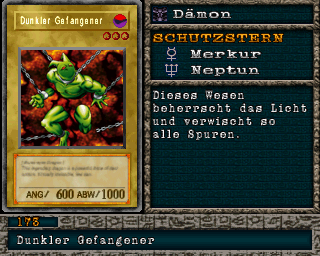 Dunkler Gefangener
ANG/ 600 ABW/1000
Dämon
SCHUTZSTERN
Merkur
Neptun
Dieses Wesen
beherrscht das Licht
und verwischt so
alle Spuren.
173
Dunkler Gefangener